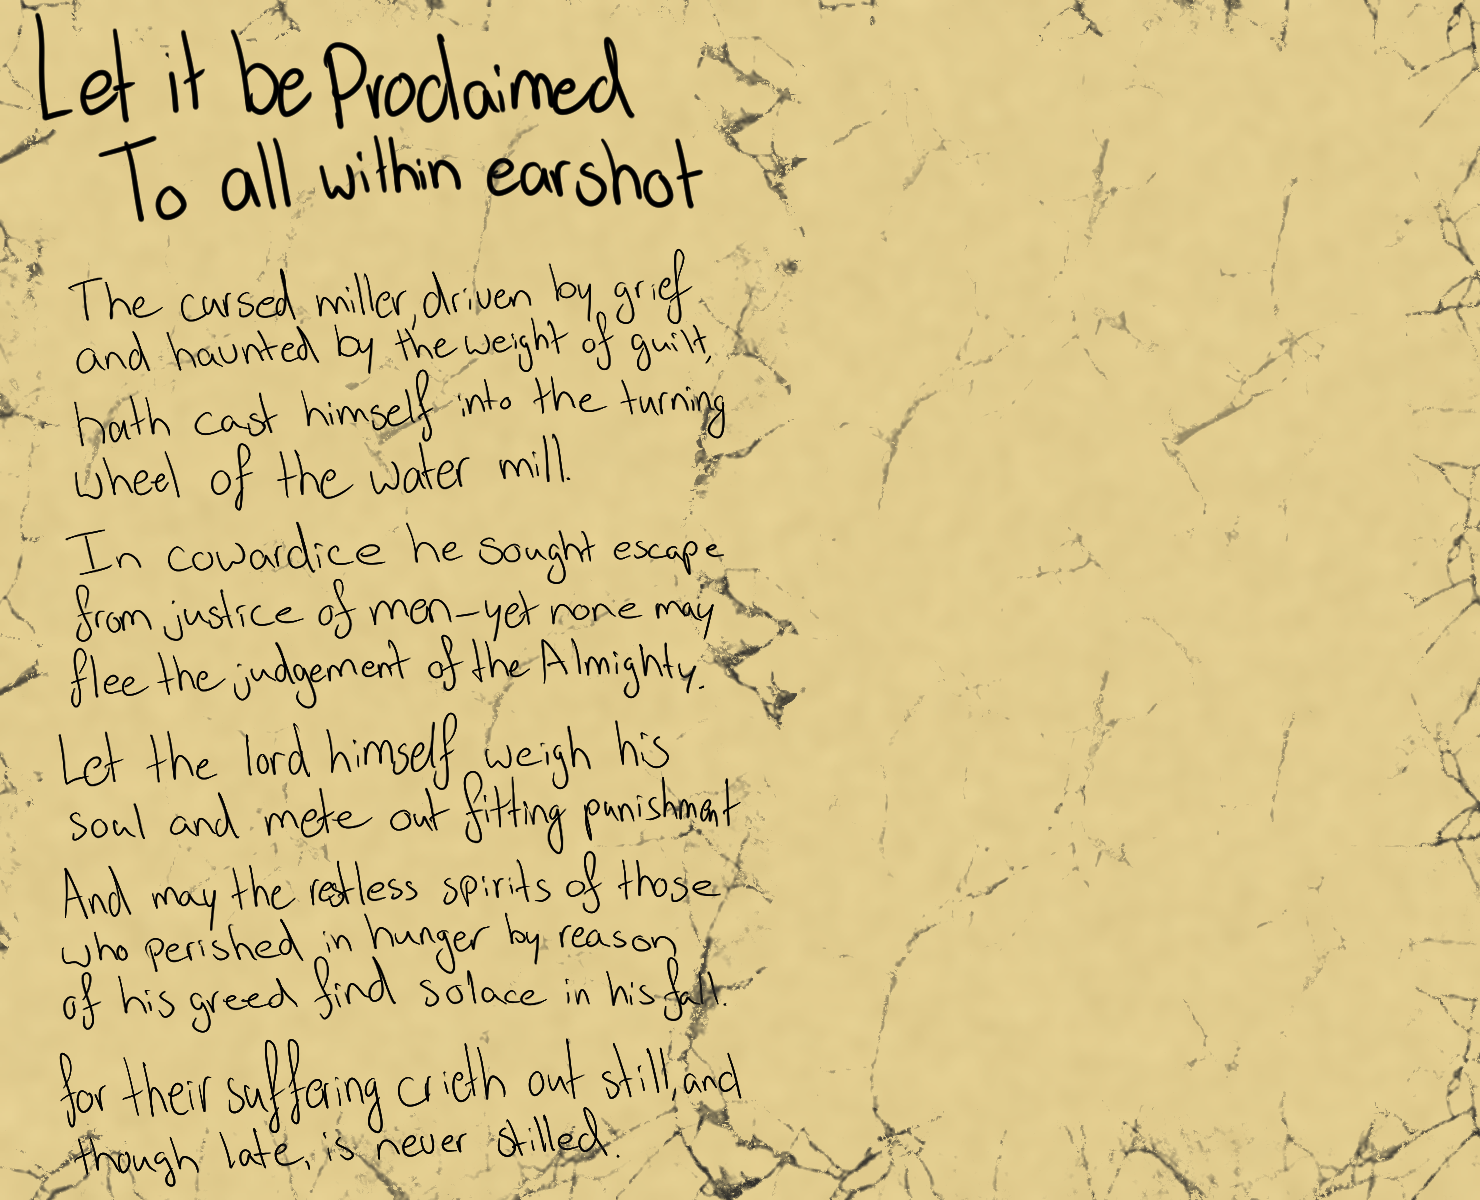 Let it be Proclaimed
To all within earshot
The cursed miller, driven by grief
and haunted by the weight of guilt,
hath cast himself into the turning
wheel of the water mill.
In cowardice he sought escape
from justice of men-yet none may
flee the judgement of the Almighty.
Let the lord himself weigh his
soul and mete out fitting punishment
And may the restless spirits of those
who perished in hunger by reason
of his greed find solace in his fall.
for their suffering crieth out still, and
though late, is never stilled.